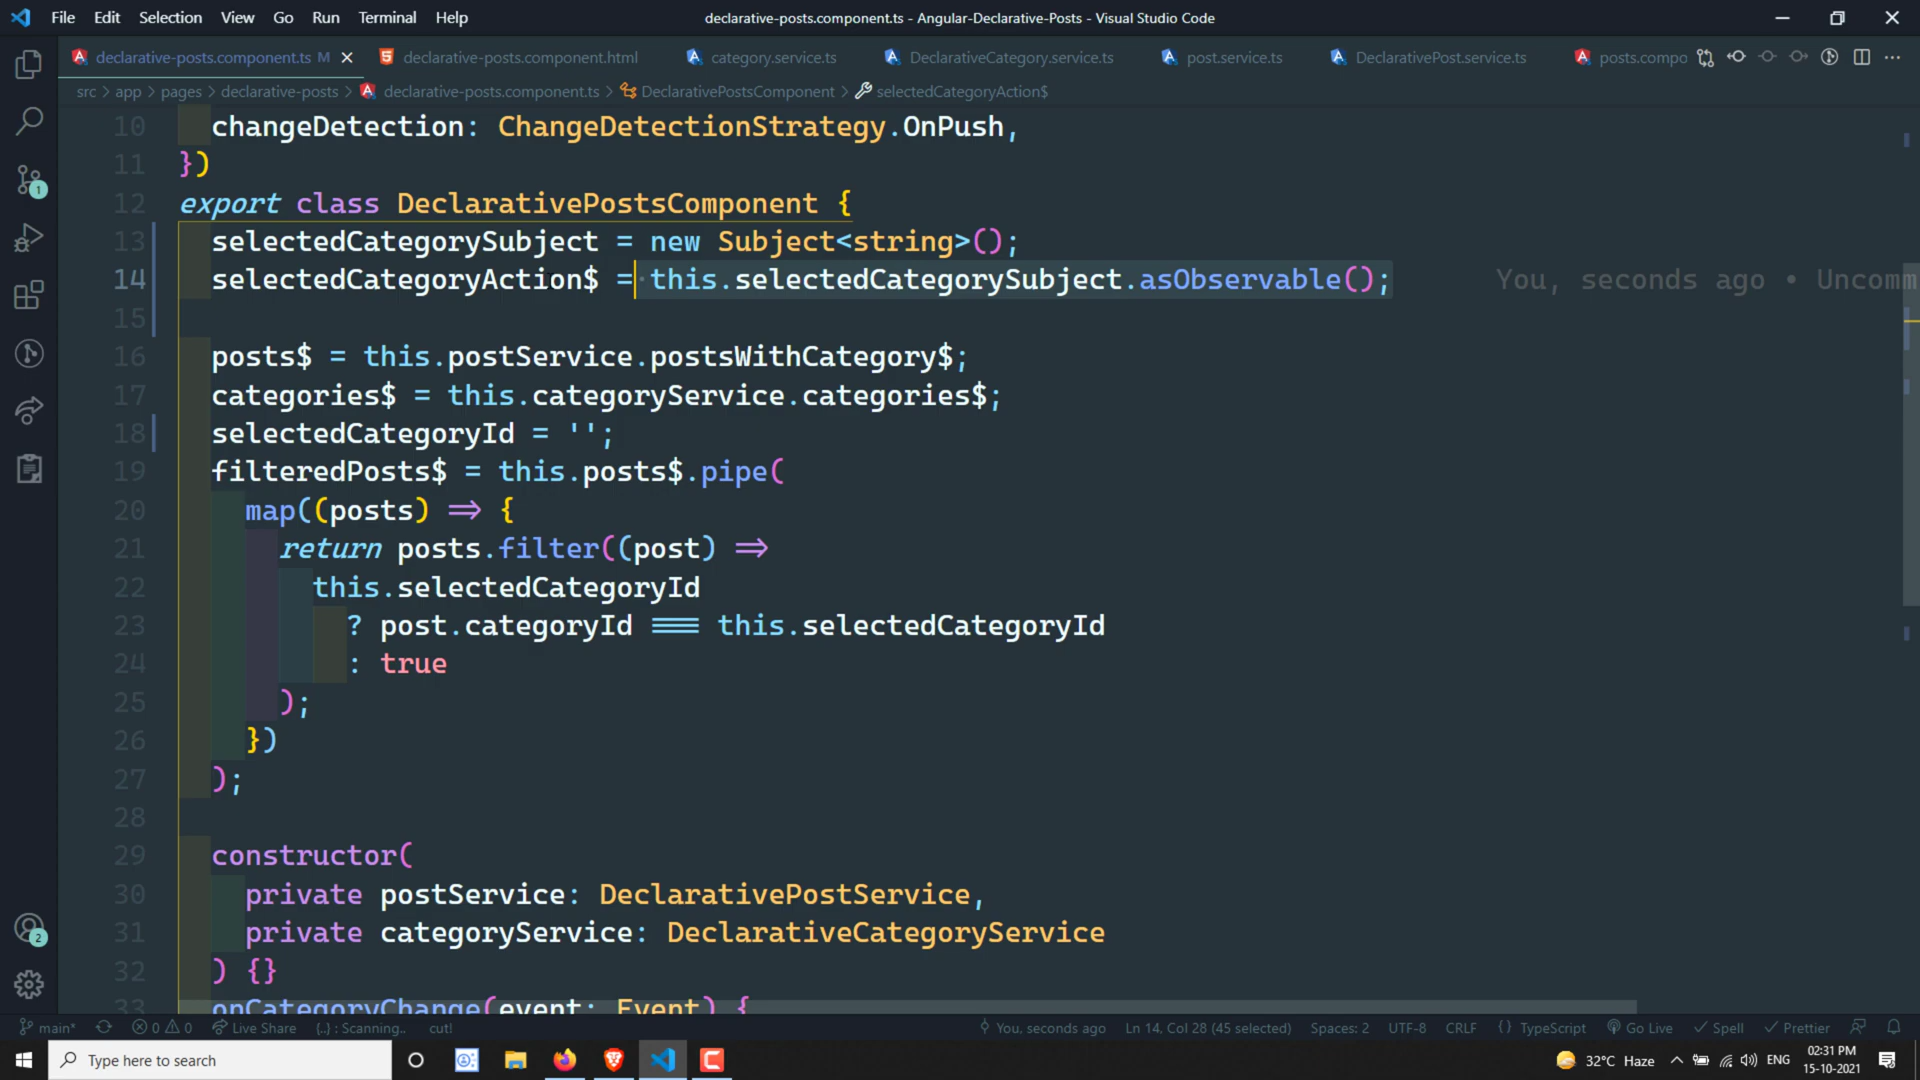 File Edit Selection View Go Run Terminal Help declarative-posts.component.ts - Angular-Declarative-Posts - Visual Studio Code
declarative-posts.component.ts M declarative-posts.component.html category.service.ts DeclarativeCategory.service.ts post.service.ts DeclarativePost.service.ts posts.compo
src > app > pages > declarative-posts > declarative-posts.component.ts > DeclarativePostsComponent > selectedCategoryAction$
10 changeDetection: ChangeDetectionStrategy.OnPush,
11 })
12 export class DeclarativePostsComponent {
13 selectedCategorySubject = new Subject<string>();
14 selectedCategoryAction$ = this.selectedCategorySubject.asObservable(); You, seconds ago • Uncomm
15
16 posts$ = this.postService.postsWithCategory$;
17 categories$ = this.categoryService.categories$;
18 selectedCategoryId = '';
19 filteredPosts$ = this.posts$.pipe(
20 map((posts) => {
21 return posts.filter((post) =>
22 this.selectedCategoryId
23 ? post.categoryId === this.selectedCategoryId
24 : true
25 );
26 })
27 );
28
29 constructor(
30 private postService: DeclarativePostService,
31 private categoryService: DeclarativeCategoryService
32 ) {}
33 onCategoryChange(event: Event) {
1
2
main* 0 0 Live Share {..} : Scanning.. cut! You, seconds ago Ln 14, Col 28 (45 selected) Spaces: 2 UTF-8 CRLF {} TypeScript Go Live Spell Prettier
Type here to search 32°C Haze ENG 02:31 PM
15-10-2021